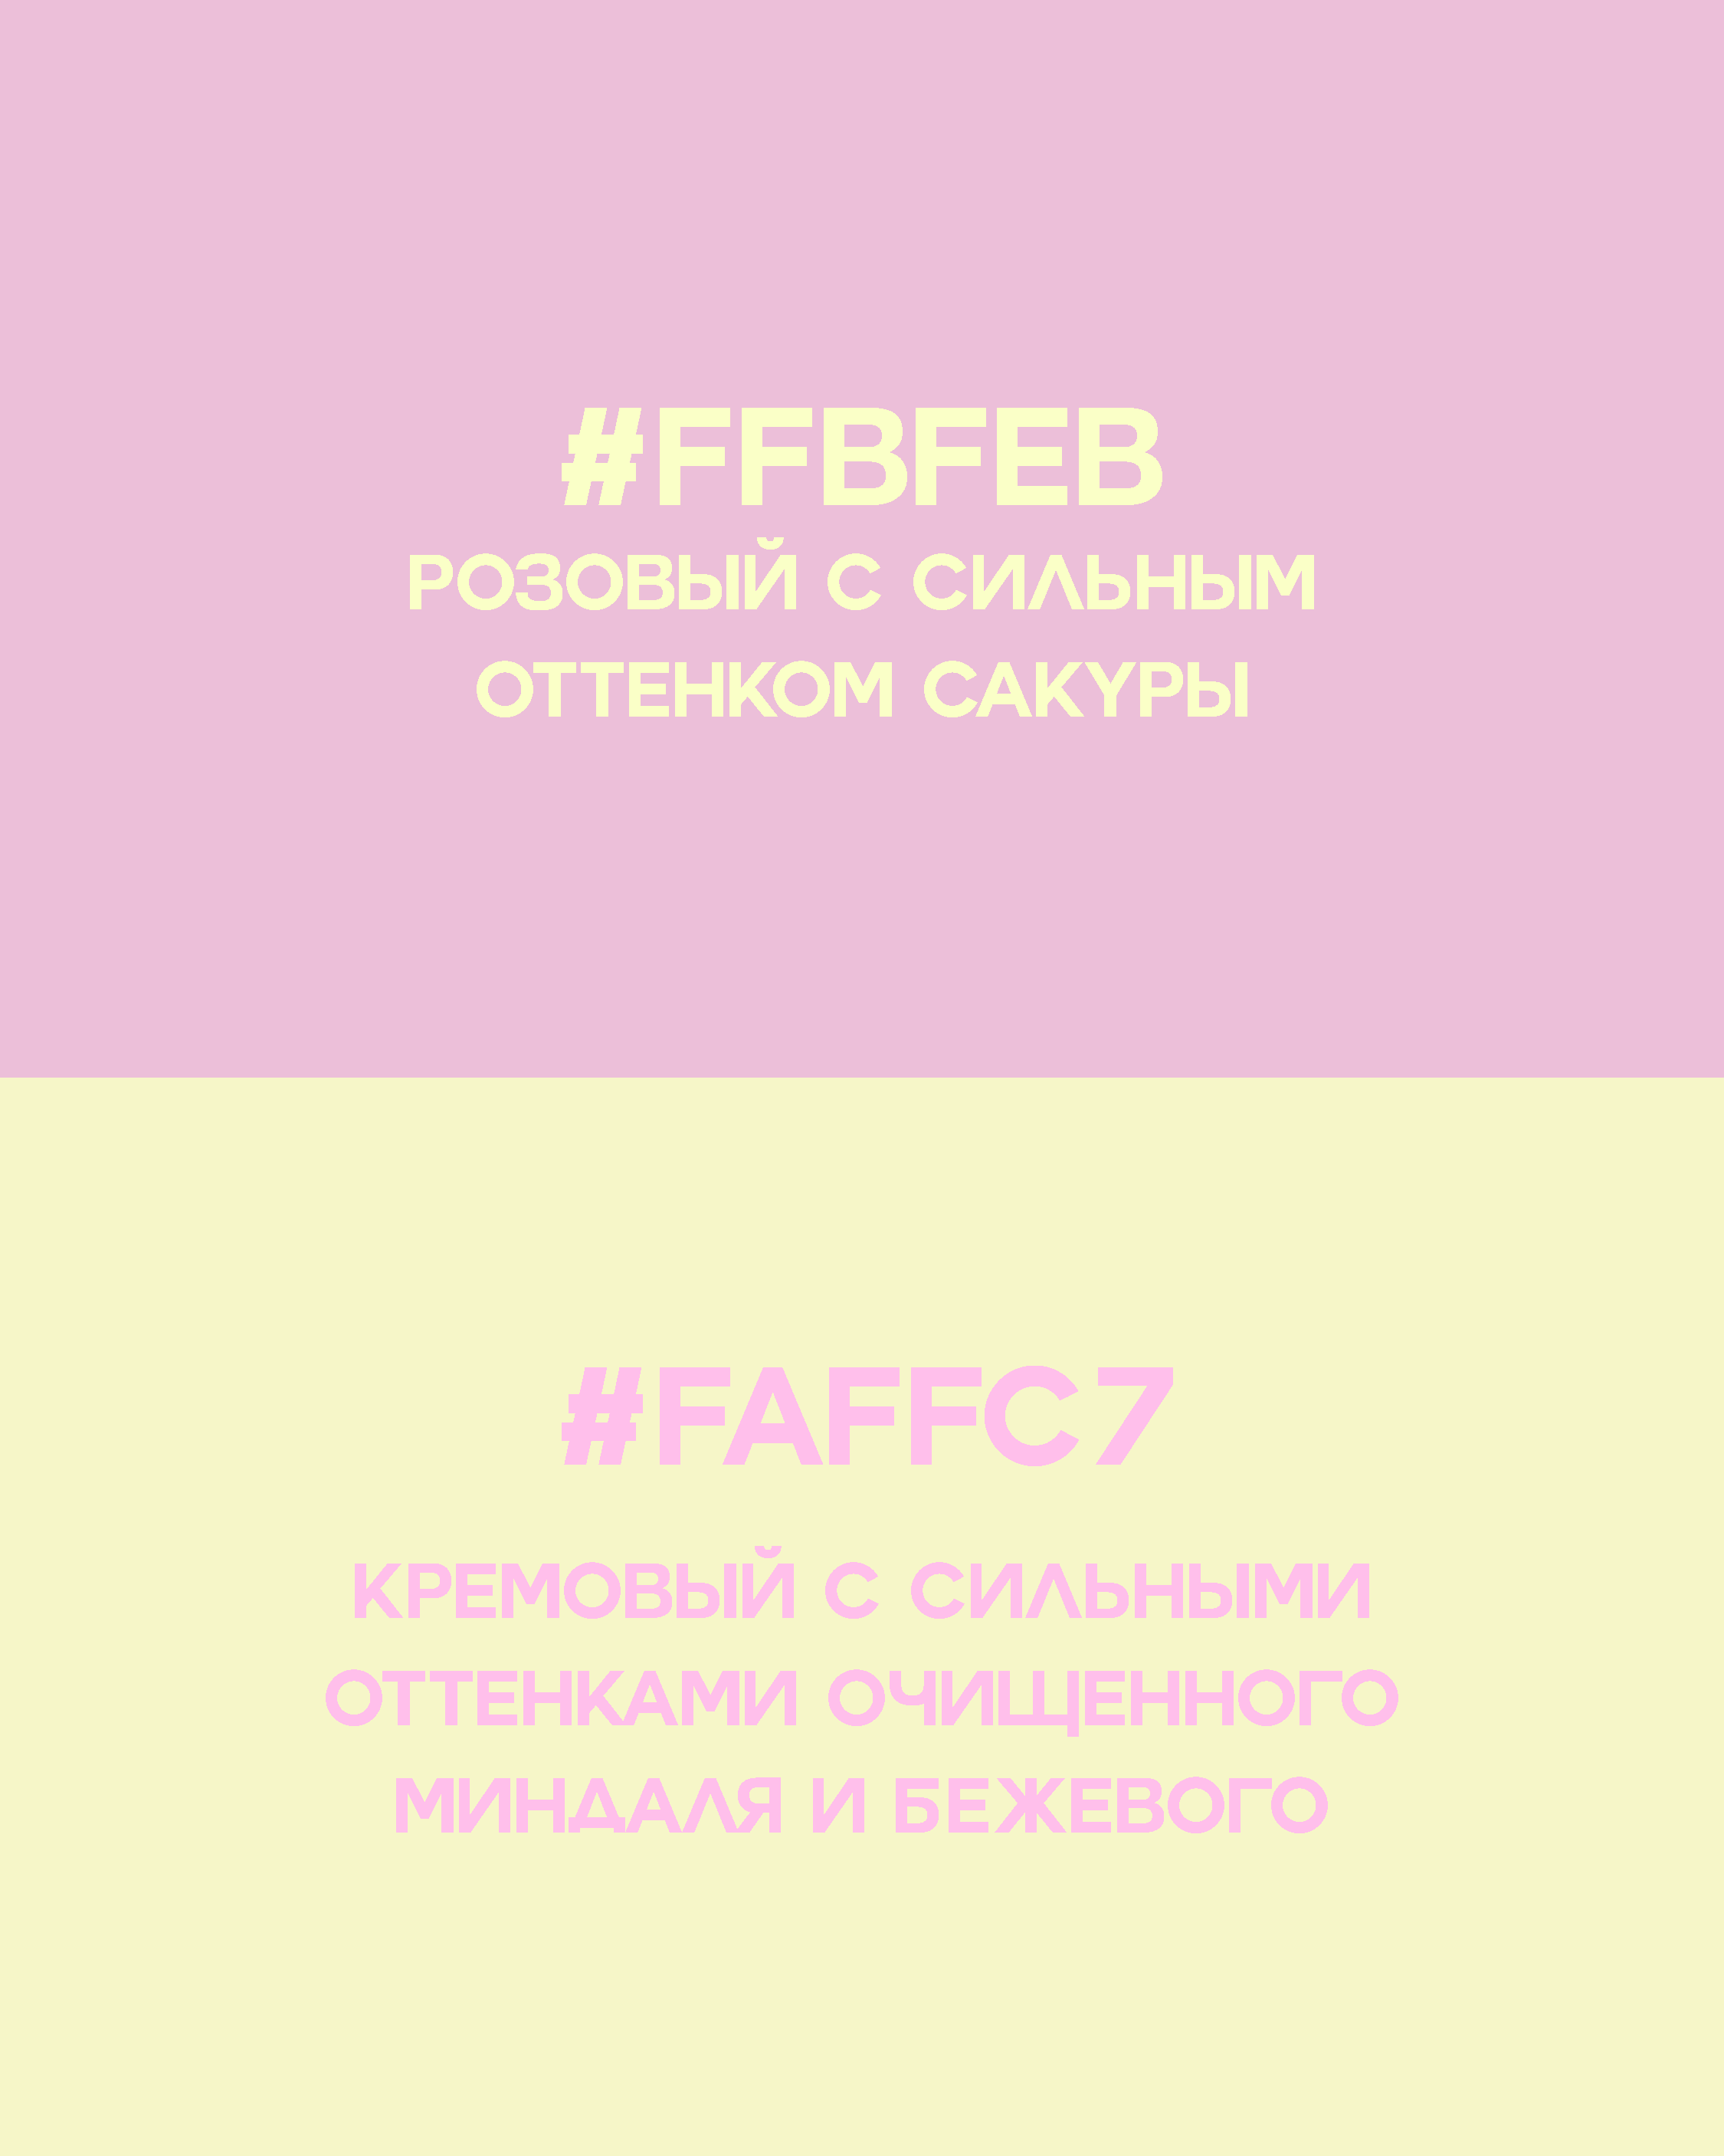 #FFBFEB
РОЗОВЫЙ С СИЛЬНЫМ
ОТТЕНКОМ САКУРЫ
#FAFFC7
КРЕМОВЫЙ С СИЛЬНЫМИ
ОТТЕНКАМИ ОЧИЩЕННОГО
МИНДАЛЯ И БЕЖЕВОГО